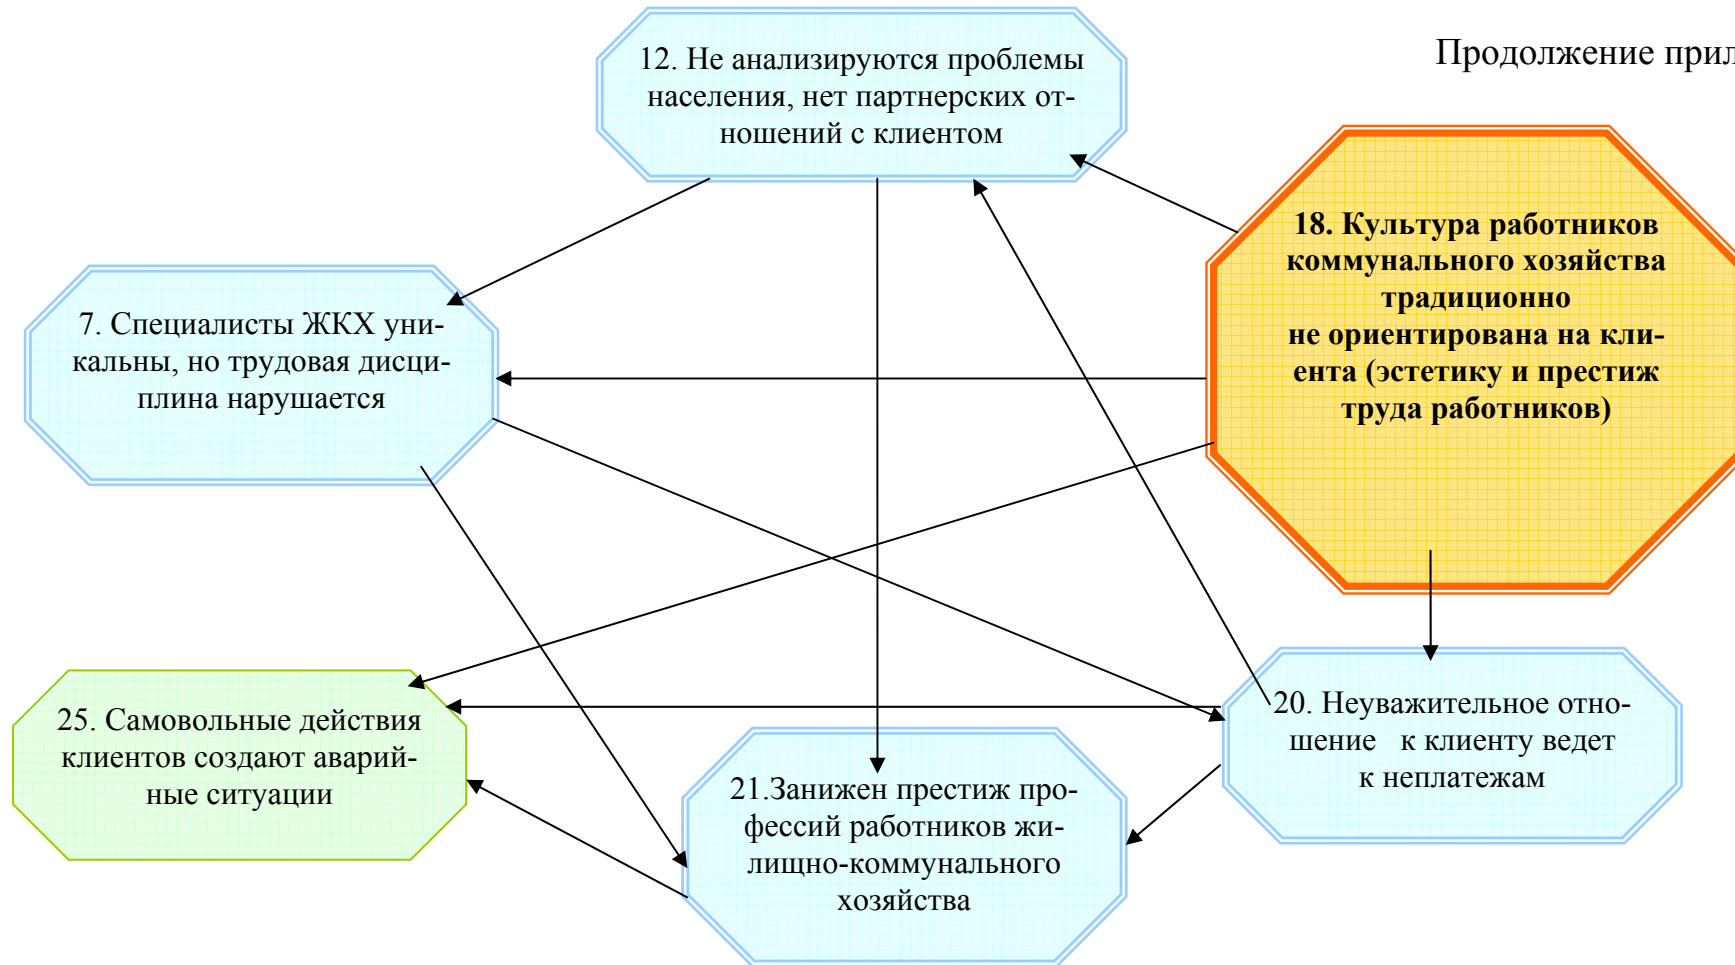 Продолжение прил
12. Не анализируются проблемы
населения, нет партнерских от-
ношений с клиентом
18. Культура работников
коммунального хозяйства
традиционно
не ориентирована на кли-
ента (эстетику и престиж
труда работников)
7. Специалисты ЖКХ уни-
кальны, но трудовая дисци-
плина нарушается
25. Самовольные действия
клиентов создают аварий-
ные ситуации
21.Занижен престиж про-
фессий работников жи-
лищно-коммунального
хозяйства
20. Неуважительное отно-
шение   к клиенту ведет
к неплатежам